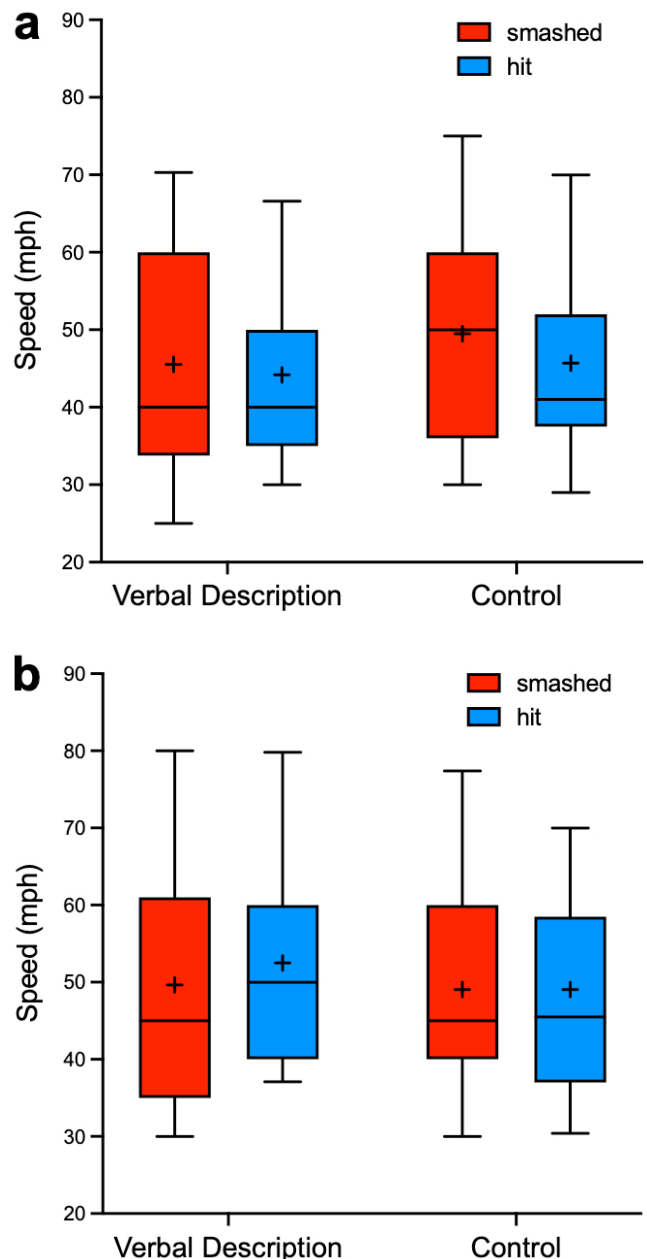 a
smashed
hit
90
80
70
60
50
40
30
20
Speed (mph)
Verbal Description
Control
b
smashed
hit
90
80
70
60
50
40
30
20
Speed (mph)
Verbal Description
Control